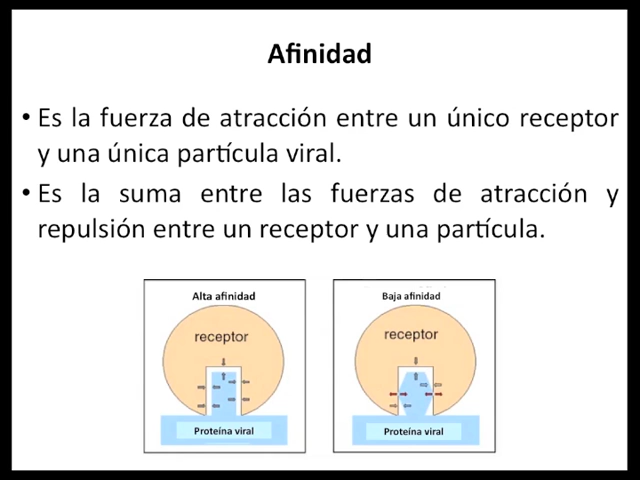 Afinidad
• Es la fuerza de atracción entre un único receptor
y una única partícula viral.
• Es la suma entre las fuerzas de atracción y
repulsión entre un receptor y una partícula.
Alta afinidad
receptor
Proteína viral
Baja afinidad
receptor
Proteína viral